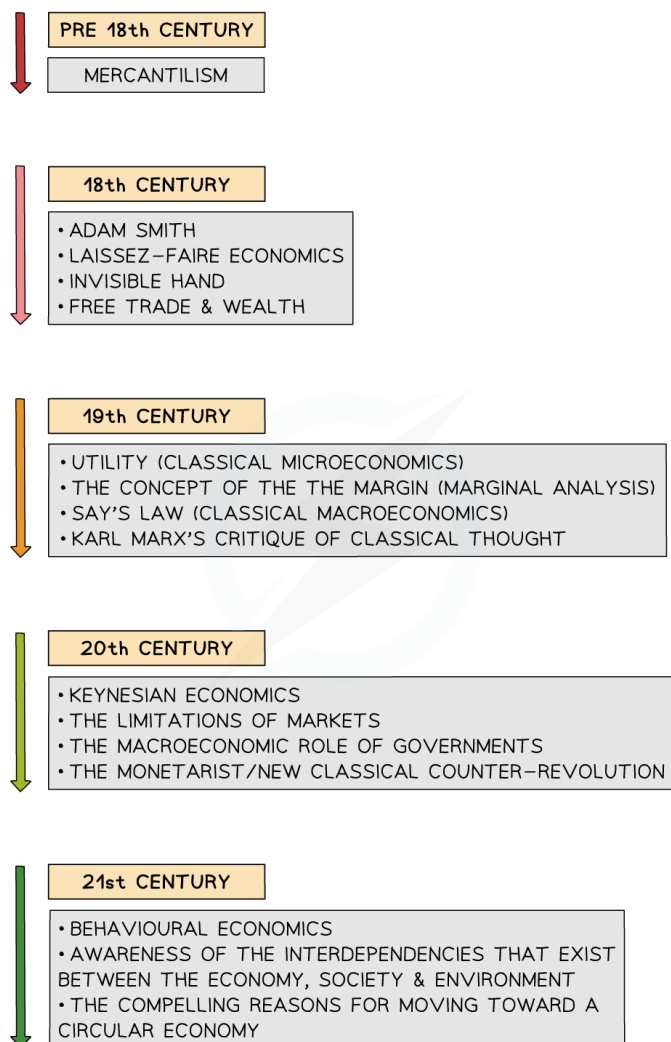 PRE 18th CENTURY
MERCANTILISM
18th CENTURY
• ADAM SMITH
• LAISSEZ-FAIRE ECONOMICS
• INVISIBLE HAND
• FREE TRADE & WEALTH
19th CENTURY
• UTILITY (CLASSICAL MICROECONOMICS)
• THE CONCEPT OF THE THE MARGIN (MARGINAL ANALYSIS)
• SAY'S LAW (CLASSICAL MACROECONOMICS)
• KARL MARX'S CRITIQUE OF CLASSICAL THOUGHT
20th CENTURY
• KEYNESIAN ECONOMICS
• THE LIMITATIONS OF MARKETS
• THE MACROECONOMIC ROLE OF GOVERNMENTS
• THE MONETARIST/NEW CLASSICAL COUNTER-REVOLUTION
21st CENTURY
• BEHAVIOURAL ECONOMICS
• AWARENESS OF THE INTERDEPENDENCIES THAT EXIST
BETWEEN THE ECONOMY, SOCIETY & ENVIRONMENT
• THE COMPELLING REASONS FOR MOVING TOWARD A
CIRCULAR ECONOMY